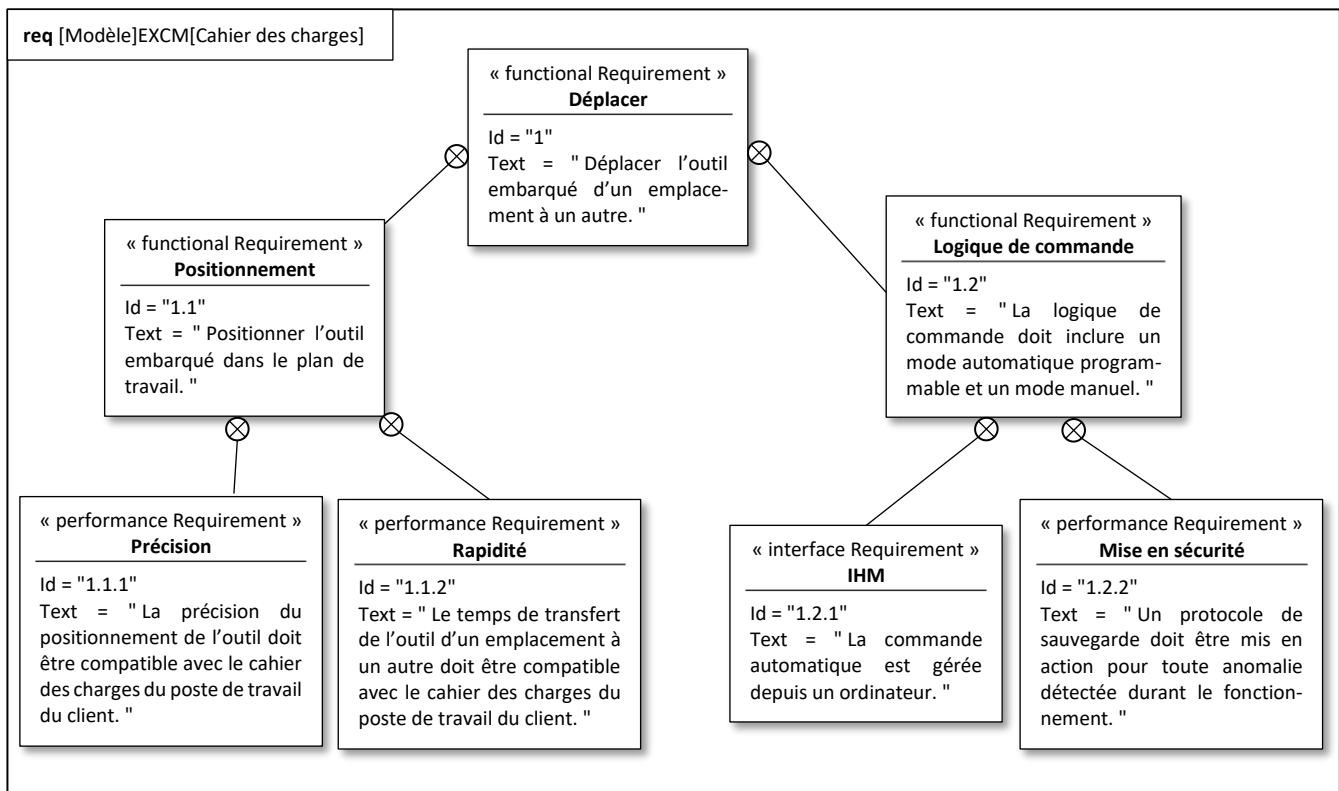 req [Modèle]EXCM[Cahier des charges]
« functional Requirement »
Déplacer
Id = "1"
Text = " Déplacer l’outil
embarqué d’un emplace-
ment à un autre. "
« functional Requirement »
Positionnement
Id = "1.1"
Text = " Positionner l’outil
embarqué dans le plan de
travail. "
« functional Requirement »
Logique de commande
Id = "1.2"
Text = " La logique de
commande doit inclure un
mode automatique program-
mable et un mode manuel. "
« performance Requirement »
Précision
Id = "1.1.1"
Text = " La précision du
positionnement de l’outil doit
être compatible avec le cahier
des charges du poste de travail
du client. "
« performance Requirement »
Rapidité
Id = "1.1.2"
Text = " Le temps de transfert
de l’outil d’un emplacement à
un autre doit être compatible
avec le cahier des charges du
poste de travail du client. "
« interface Requirement »
IHM
Id = "1.2.1"
Text = " La commande
automatique est gérée
depuis un ordinateur. "
« performance Requirement »
Mise en sécurité
Id = "1.2.2"
Text = " Un protocole de
sauvegarde doit être mis en
action pour toute anomalie
détectée durant le fonction-
nement. "